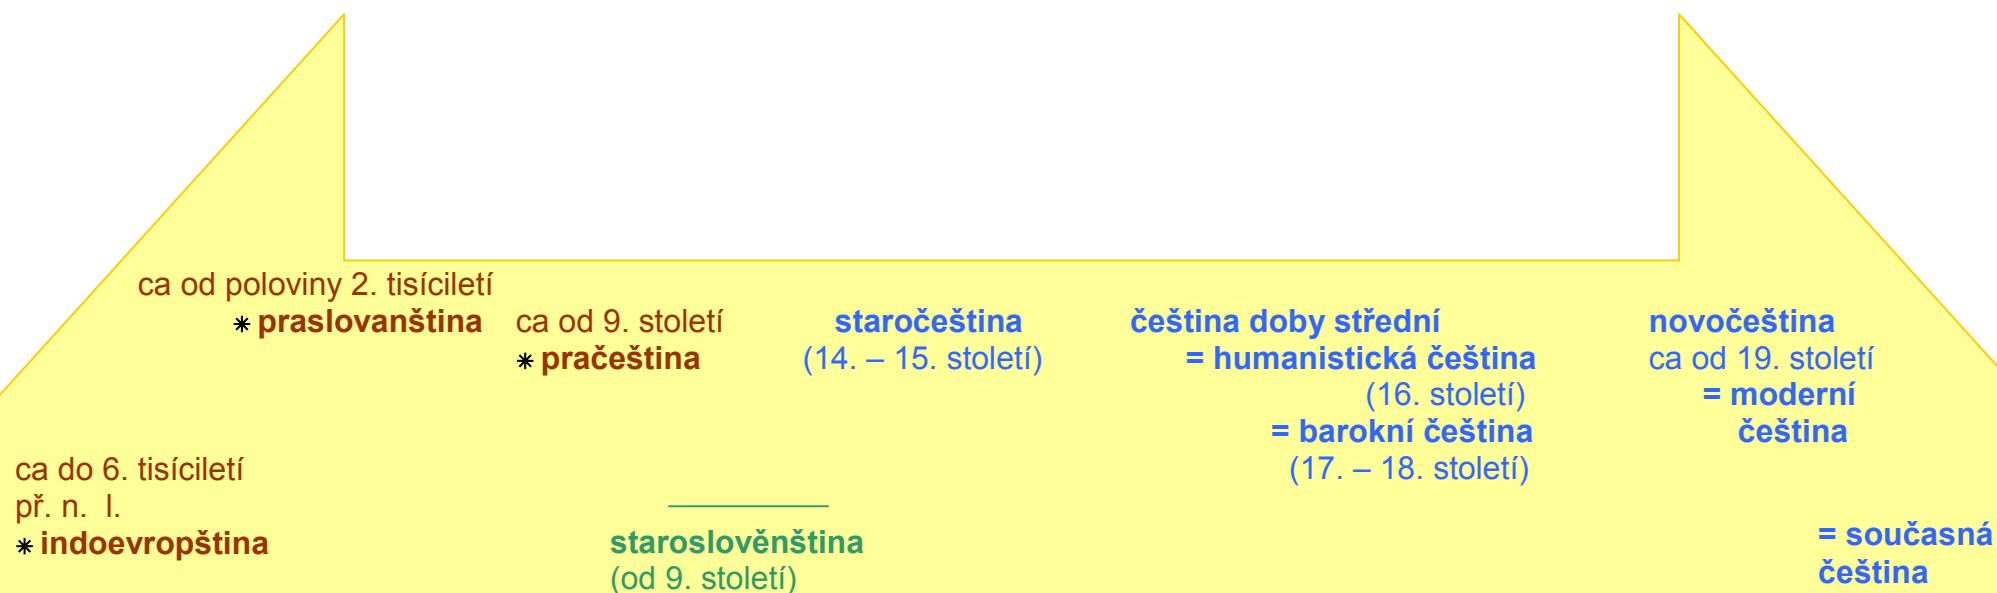 ca od poloviny 2. tisíciletí
* praslovanština
ca od 9. století
* pračeština
staročeština
(14. – 15. století)
čeština doby střední
= humanistická čeština
(16. století)
= barokní čeština
(17. – 18. století)
novočeština
ca od 19. století
= moderní
čeština
ca do 6. tisíciletí
př. n. l.
* indoevropština
staroslověnština
(od 9. století)
= současná
čeština